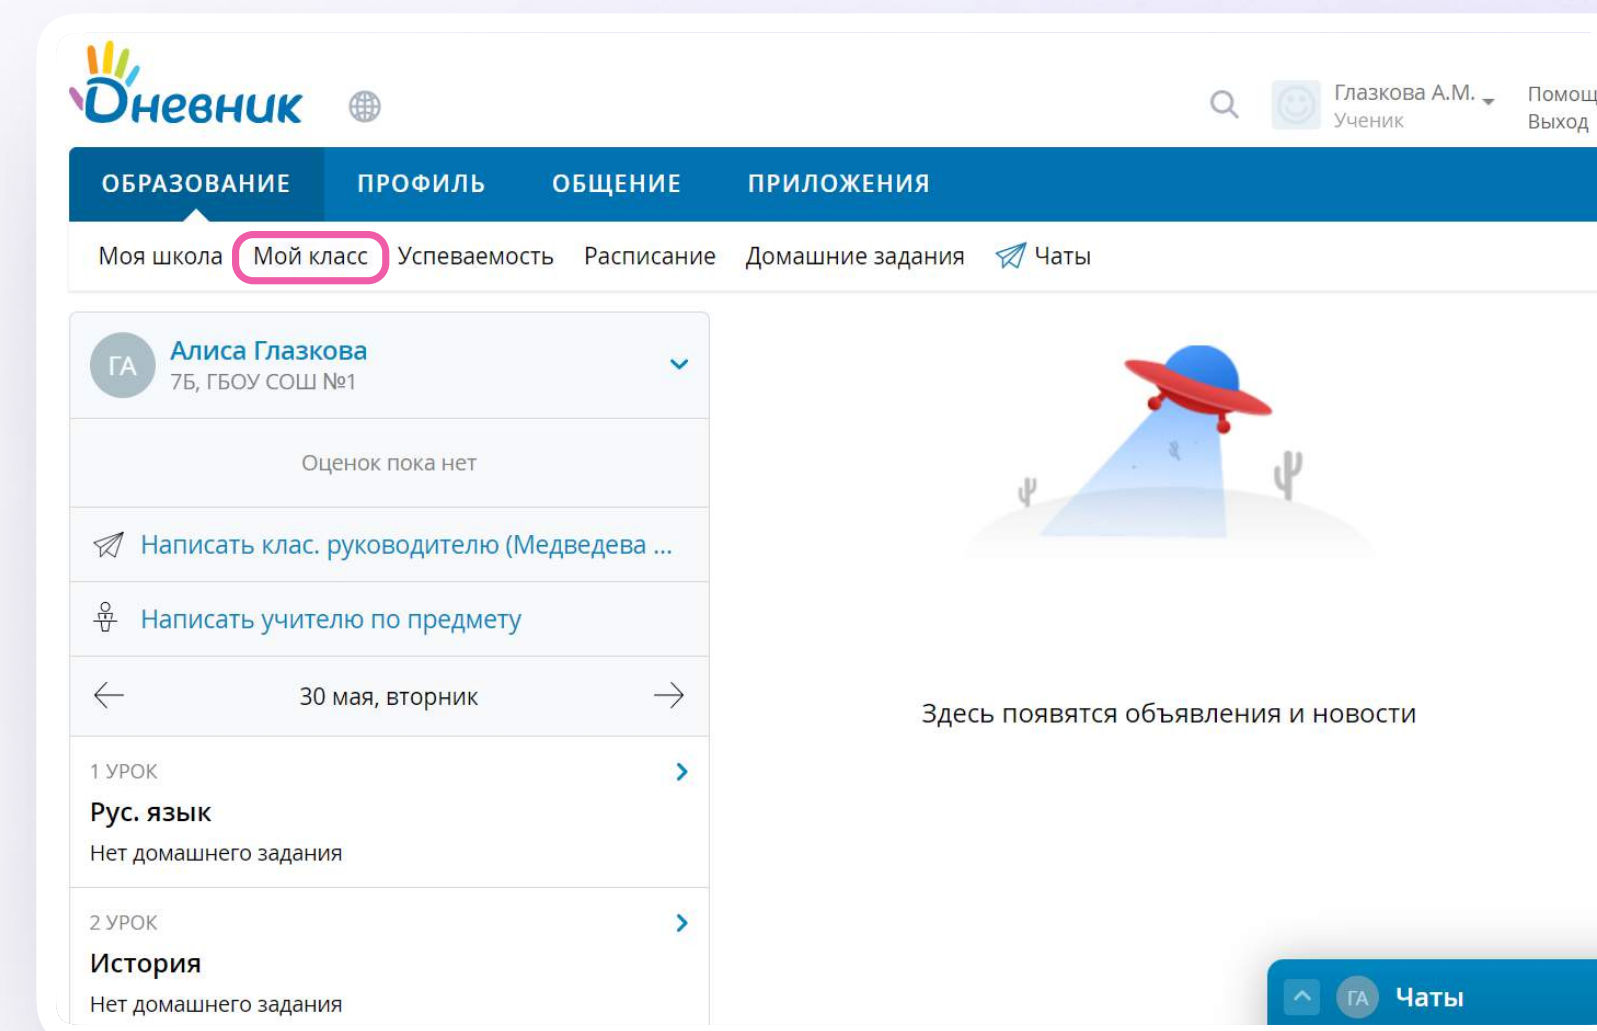 Дневник
Глазкова А.М.
Ученик
Помощ
Выход
ОБРАЗОВАНИЕ ПРОФИЛЬ ОБЩЕНИЕ ПРИЛОЖЕНИЯ
Моя школа Мой класс Успеваемость Расписание Домашние задания Чаты
ГА
Алиса Глазкова
7Б, ГБОУ СОШ №1
Оценок пока нет
Написать клас. руководителю (Медведева ...
Написать учителю по предмету
30 мая, вторник
1 УРОК
Рус. язык
Нет домашнего задания
2 УРОК
История
Нет домашнего задания
Здесь появятся объявления и новости
ГА Чаты